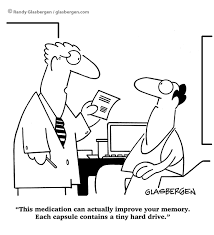 © Randy Glasbergen / glasbergen.com
GLASBERGEN
"This medication can actually improve your memory.
Each capsule contains a tiny hard drive."